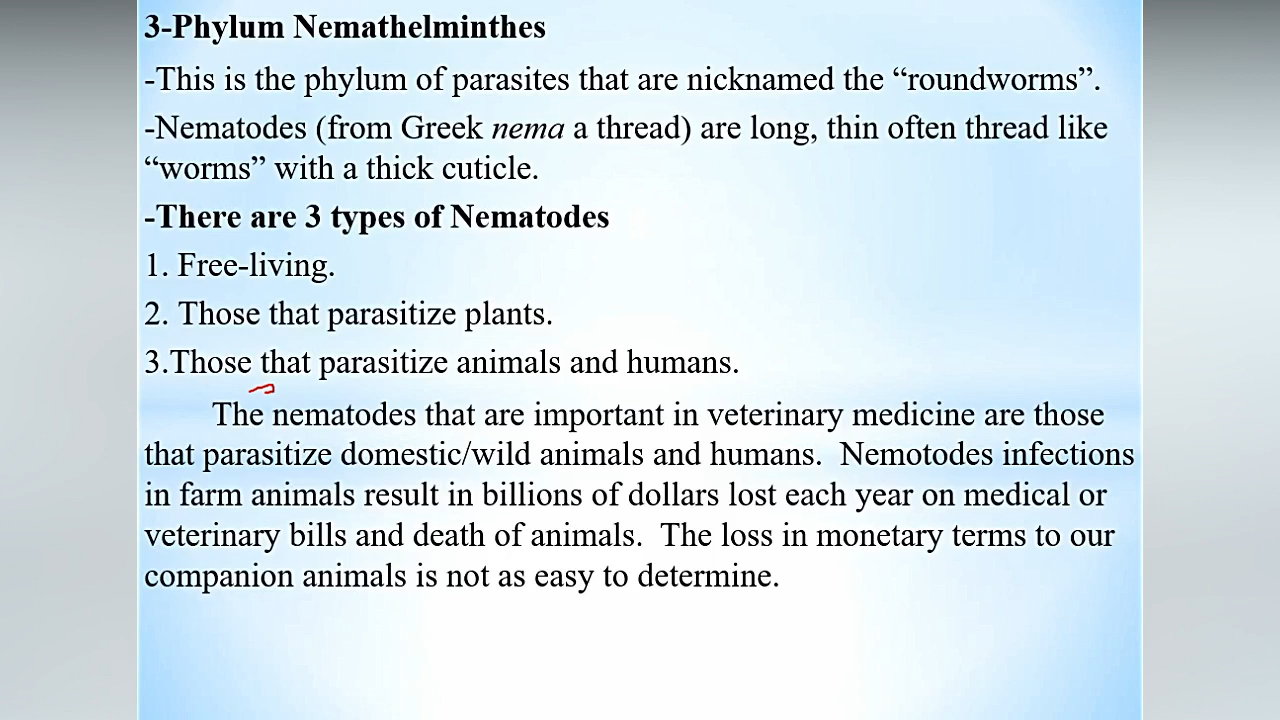 3-Phylum Nemathelminthes
-This is the phylum of parasites that are nicknamed the “roundworms”.
-Nematodes (from Greek nema a thread) are long, thin often thread like
“worms” with a thick cuticle.
-There are 3 types of Nematodes
1. Free-living.
2. Those that parasitize plants.
3.Those that parasitize animals and humans.
The nematodes that are important in veterinary medicine are those
that parasitize domestic/wild animals and humans.  Nemotodes infections
in farm animals result in billions of dollars lost each year on medical or
veterinary bills and death of animals.  The loss in monetary terms to our
companion animals is not as easy to determine.